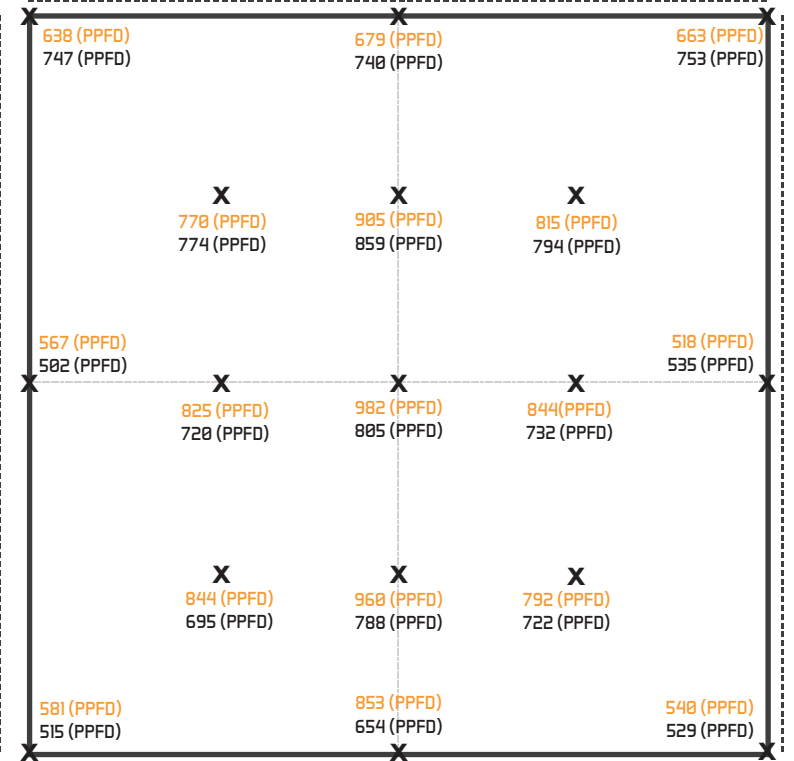 X X X
638 (PPFD)
747 (PPFD)
679 (PPFD)
740 (PPFD)
663 (PPFD)
753 (PPFD)
X X X
770 (PPFD)
774 (PPFD)
905 (PPFD)
859 (PPFD)
815 (PPFD)
794 (PPFD)
567 (PPFD)
502 (PPFD)
518 (PPFD)
535 (PPFD)
X X X X X
825 (PPFD)
720 (PPFD)
982 (PPFD)
805 (PPFD)
844(PPFD)
732 (PPFD)
X X X
844 (PPFD)
695 (PPFD)
960 (PPFD)
788 (PPFD)
792 (PPFD)
722 (PPFD)
581 (PPFD)
515 (PPFD)
853 (PPFD)
654 (PPFD)
540 (PPFD)
529 (PPFD)
X X X